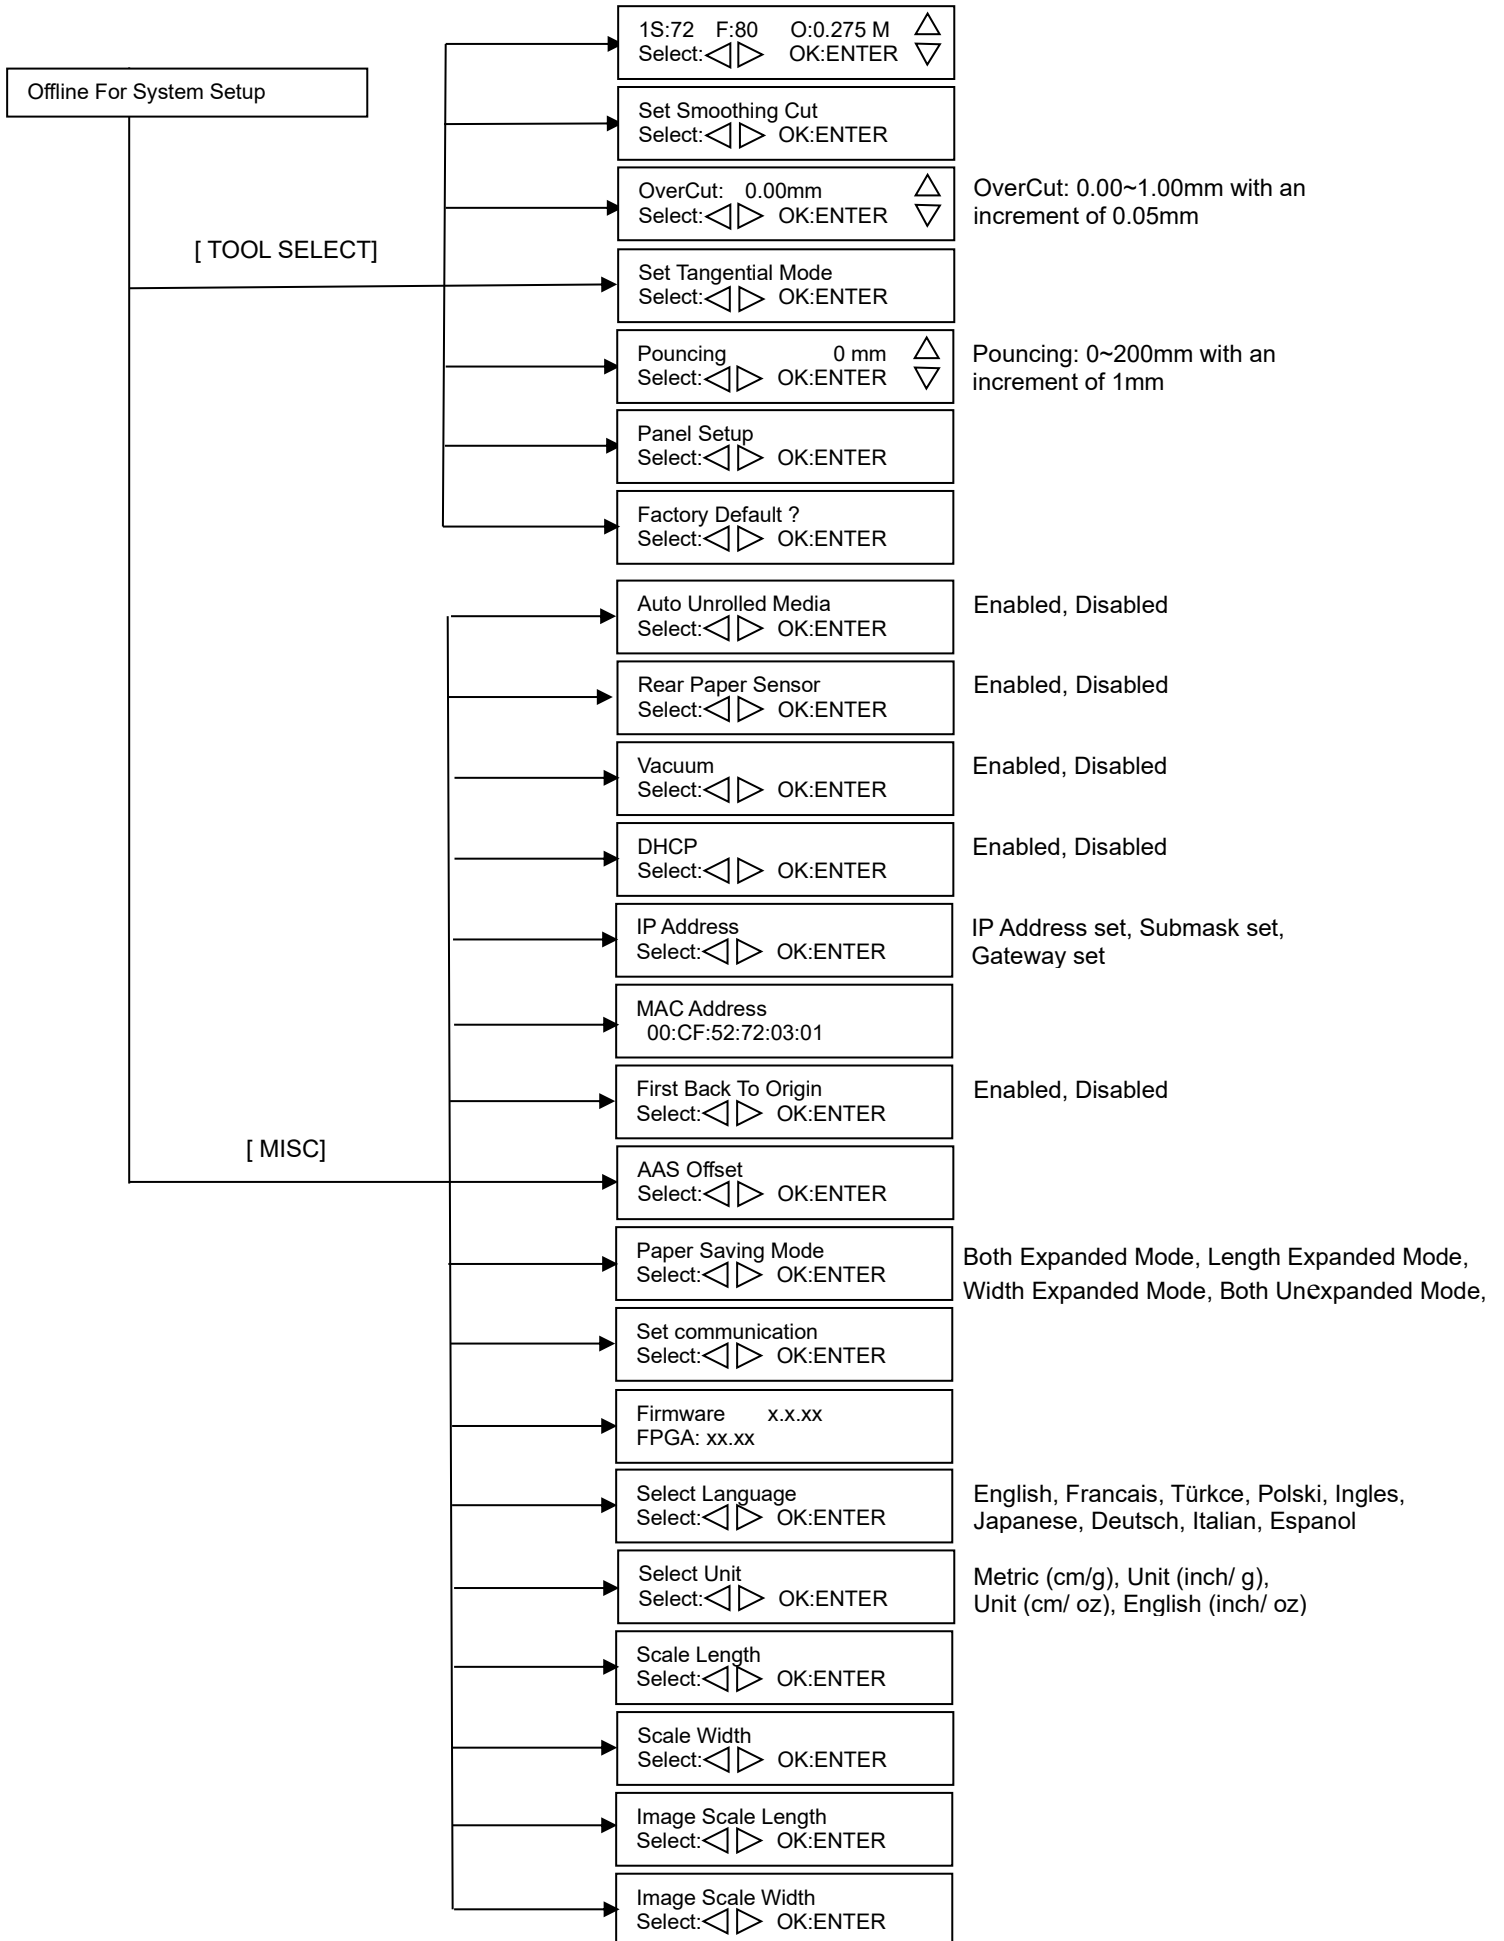 1S:72 F:80 O:0.275 M
Select: OK:ENTER
Offline For System Setup
Set Smoothing Cut
Select: OK:ENTER
OverCut: 0.00mm
Select: OK:ENTER
OverCut: 0.00~1.00mm with an
increment of 0.05mm
[ TOOL SELECT]
Set Tangential Mode
Select: OK:ENTER
Pouncing 0 mm
Select: OK:ENTER
Pouncing: 0~200mm with an
increment of 1mm
Panel Setup
Select: OK:ENTER
Factory Default ?
Select: OK:ENTER
Auto Unrolled Media
Select: OK:ENTER
Enabled, Disabled
Rear Paper Sensor
Select: OK:ENTER
Enabled, Disabled
Vacuum
Select: OK:ENTER
Enabled, Disabled
DHCP
Select: OK:ENTER
Enabled, Disabled
IP Address
Select: OK:ENTER
IP Address set, Submask set,
Gateway set
MAC Address
00:CF:52:72:03:01
First Back To Origin
Select: OK:ENTER
Enabled, Disabled
[ MISC]
AAS Offset
Select: OK:ENTER
Paper Saving Mode
Select: OK:ENTER
Both Expanded Mode, Length Expanded Mode,
Width Expanded Mode, Both Unexpanded Mode,
Set communication
Select: OK:ENTER
Firmware x.x.xx
FPGA: xx.xx
Select Language
Select: OK:ENTER
English, Francais, Türkce, Polski, Ingles,
Japanese, Deutsch, Italian, Espanol
Select Unit
Select: OK:ENTER
Metric (cm/g), Unit (inch/ g),
Unit (cm/ oz), English (inch/ oz)
Scale Length
Select: OK:ENTER
Scale Width
Select: OK:ENTER
Image Scale Length
Select: OK:ENTER
Image Scale Width
Select: OK:ENTER